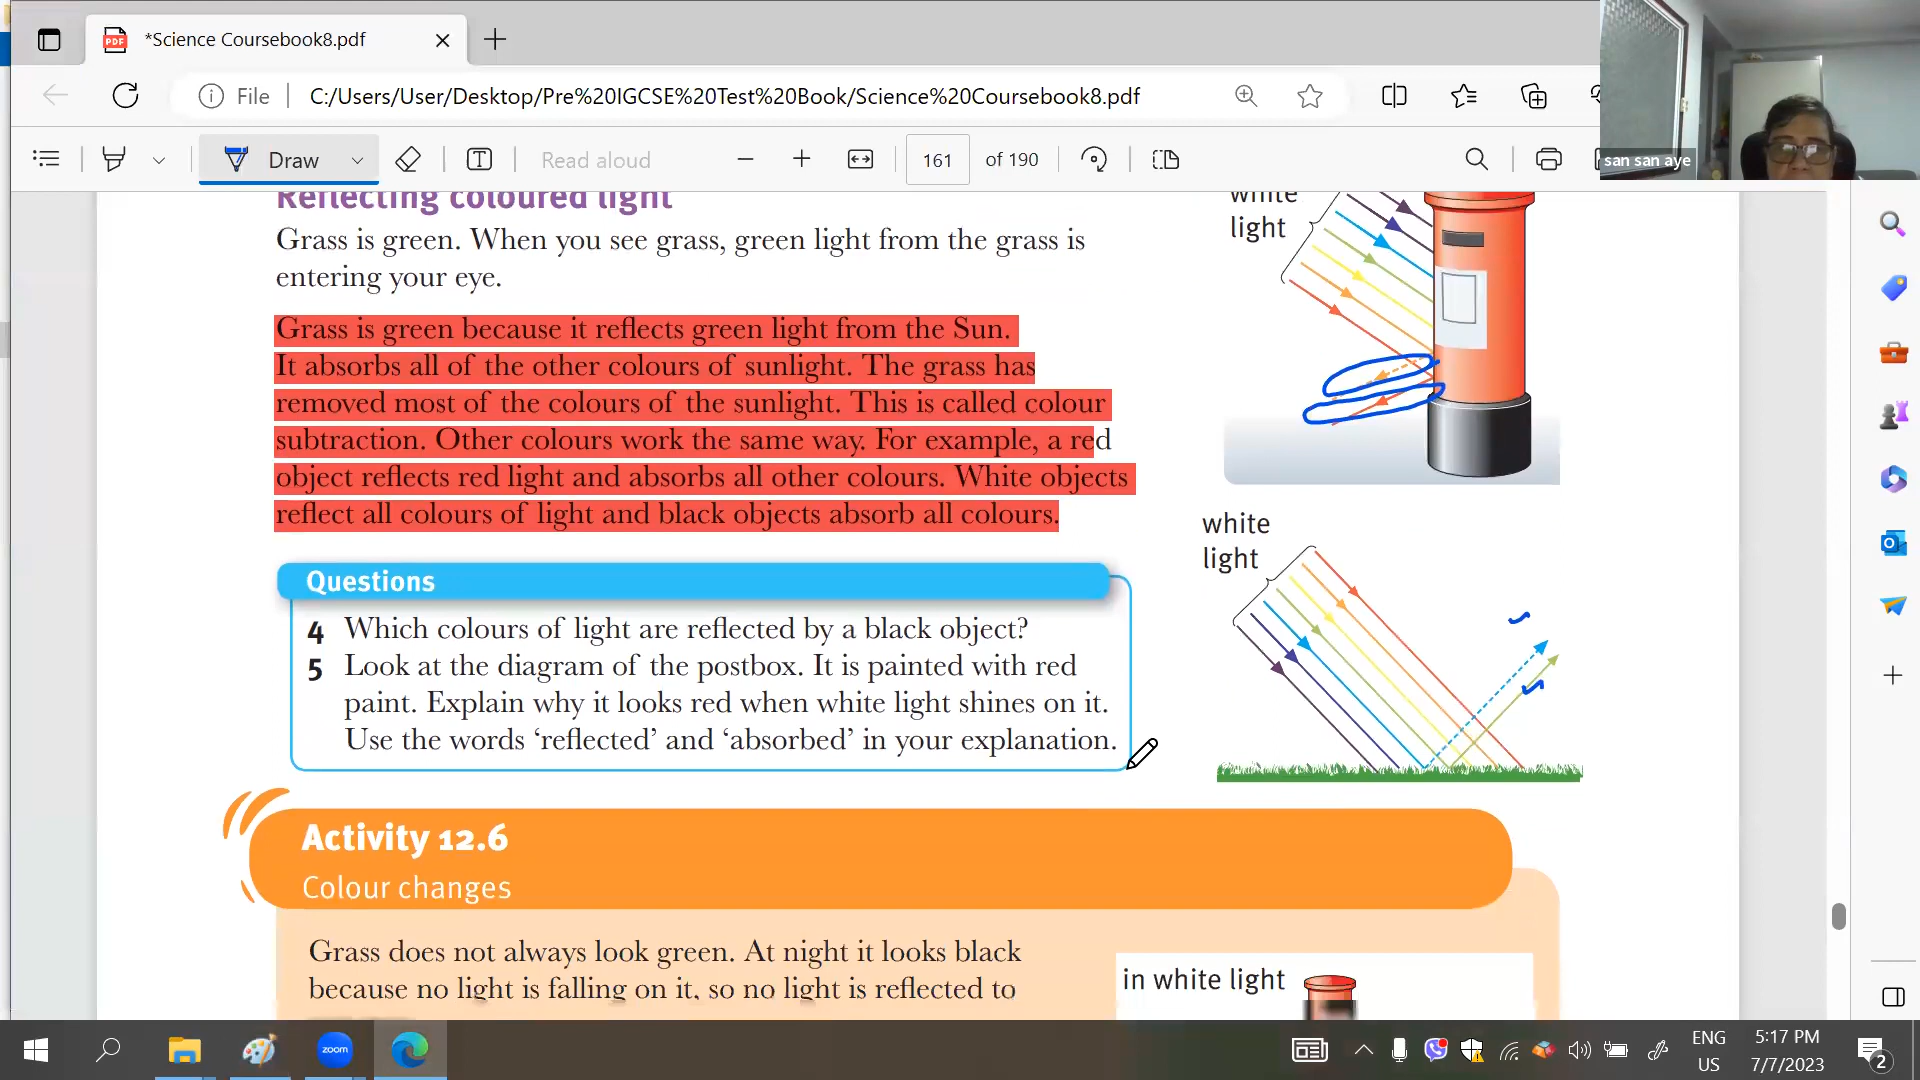 *Science Coursebook8.pdf
File
C:/Users/User/Desktop/Pre%20IGCSE%20Test%20Book/Science%20Coursebook8.pdf
san san aye
Draw
Read aloud
161
of 190
Reflecting coloured light
Grass is green. When you see grass, green light from the grass is
entering your eye.
Grass is green because it reflects green light from the Sun.
It absorbs all of the other colours of sunlight. The grass has
removed most of the colours of the sunlight. This is called colour
subtraction. Other colours work the same way. For example, a red
object reflects red light and absorbs all other colours. White objects
reflect all colours of light and black objects absorb all colours.
white
light
white
light
Questions
4 Which colours of light are reflected by a black object?
5 Look at the diagram of the postbox. It is painted with red
paint. Explain why it looks red when white light shines on it.
Use the words ‘reflected’ and ‘absorbed’ in your explanation.
Activity 12.6
Colour changes
Grass does not always look green. At night it looks black
because no light is falling on it, so no light is reflected to
in white light
zoom
ENG
US
5:17 PM
7/7/2023
2